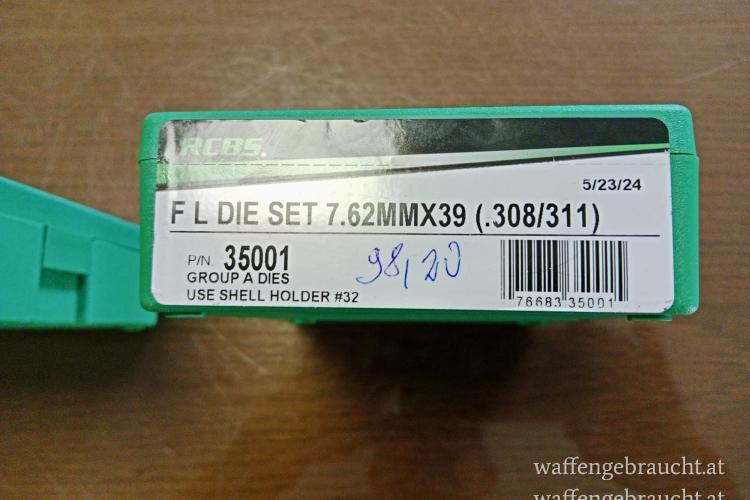 RCBS.
5/23/24
F L DIE SET 7.62MMX39 (.308/311)
P/N. 35001
GROUP A DIES
USE SHELL HOLDER #32
98,20
76683 35001
waffengebraucht.at
waffengebraucht.at